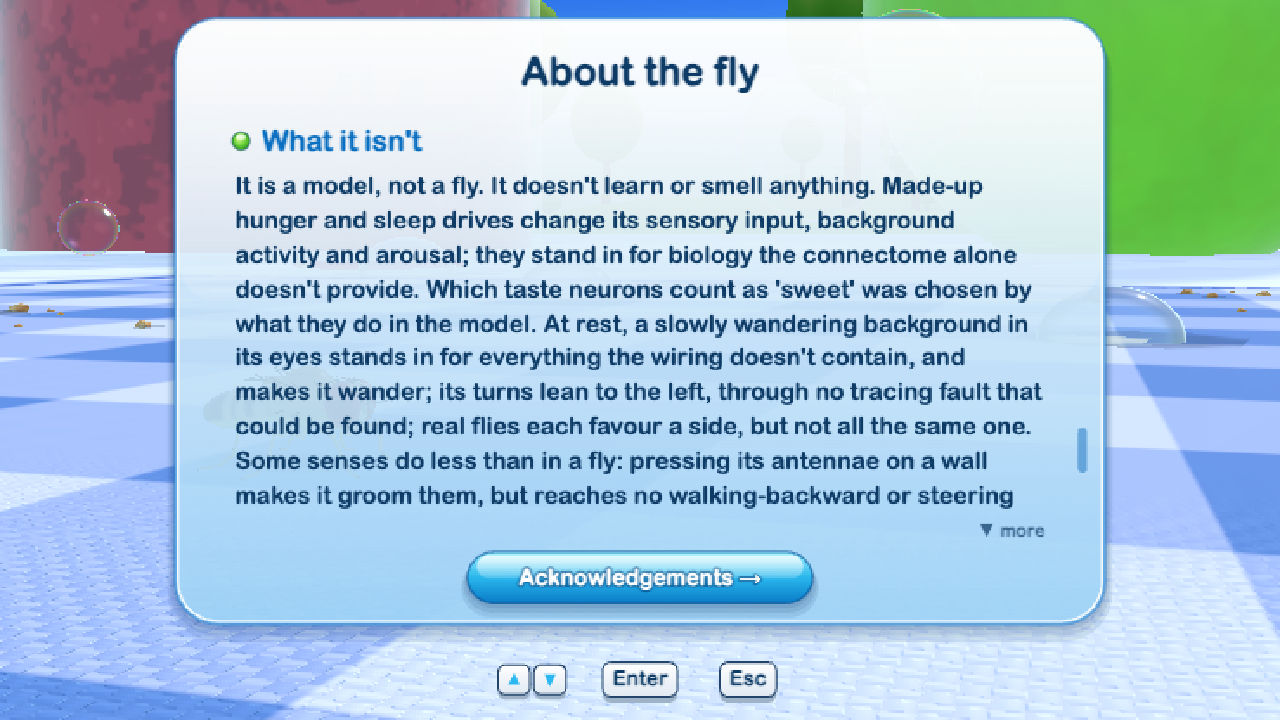 About the fly
What it isn't
It is a model, not a fly. It doesn't learn or smell anything. Made-up
hunger and sleep drives change its sensory input, background
activity and arousal; they stand in for biology the connectome alone
doesn't provide. Which taste neurons count as 'sweet' was chosen by
what they do in the model. At rest, a slowly wandering background in
its eyes stands in for everything the wiring doesn't contain, and
makes it wander; its turns lean to the left, through no tracing fault that
could be found; real flies each favour a side, but not all the same one.
Some senses do less than in a fly: pressing its antennae on a wall
makes it groom them, but reaches no walking-backward or steering
▼ more
Acknowledgements →
▲ ▼ Enter Esc